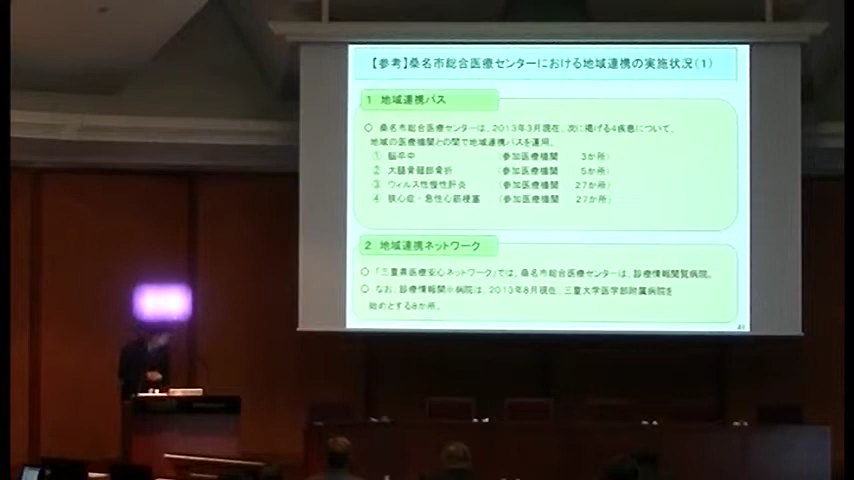 【参考】桑名市総合医療センターにおける地域連携の実施状況(1)
1 地域連携パス
○ 桑名市総合医療センターは、2013年3月現在、次に掲げる4疾患について、
地域の医療機関との間で地域連携パスを運用。
① 脳卒中 (参加医療機関 3か所)
② 大腿骨頸部骨折 (参加医療機関 5か所)
③ ウィルス性慢性肝炎 (参加医療機関 27か所)
④ 狭心症・急性心筋梗塞 (参加医療機関 27か所)
2 地域連携ネットワーク
○ 「三重県医療安心ネットワーク」では、桑名市総合医療センターは、診療情報閲覧病院。
○ なお、診療情報開示病院は、2013年8月現在、三重大学医学部附属病院を
始めとする8か所。